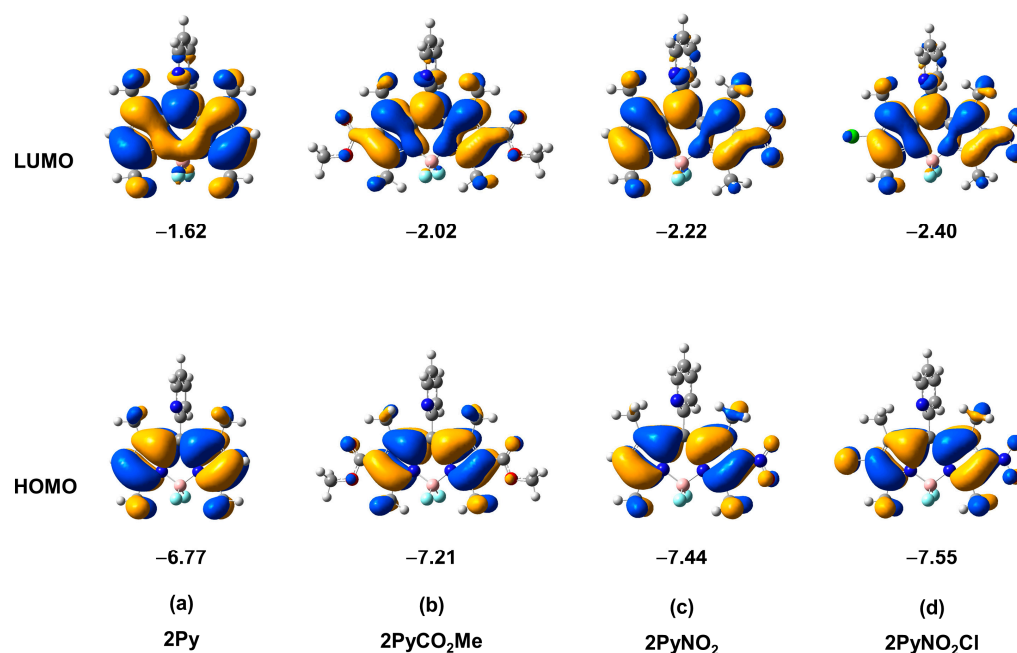 LUMO
−1.62 −2.02 −2.22 −2.40
HOMO
−6.77 −7.21 −7.44 −7.55
(a) (b) (c) (d)
2Py 2PyCO₂Me 2PyNO₂ 2PyNO₂Cl